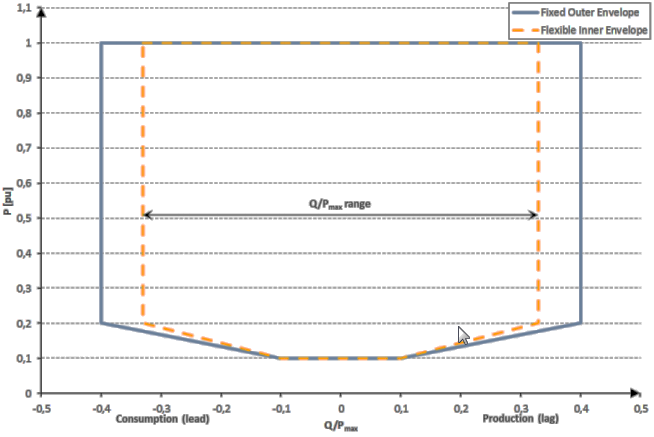 1,1
Fixed Outer Envelope
Flexible Inner Envelope
1
0,9
0,8
0,7
0,6
P [pu]
0,5
Q/Pmax range
0,4
0,3
0,2
0,1
0
-0,5 -0,4 -0,3 -0,2 -0,1 0 0,1 0,2 0,3 0,4 0,5
Consumption (lead) Production (lag)
Q/Pmax